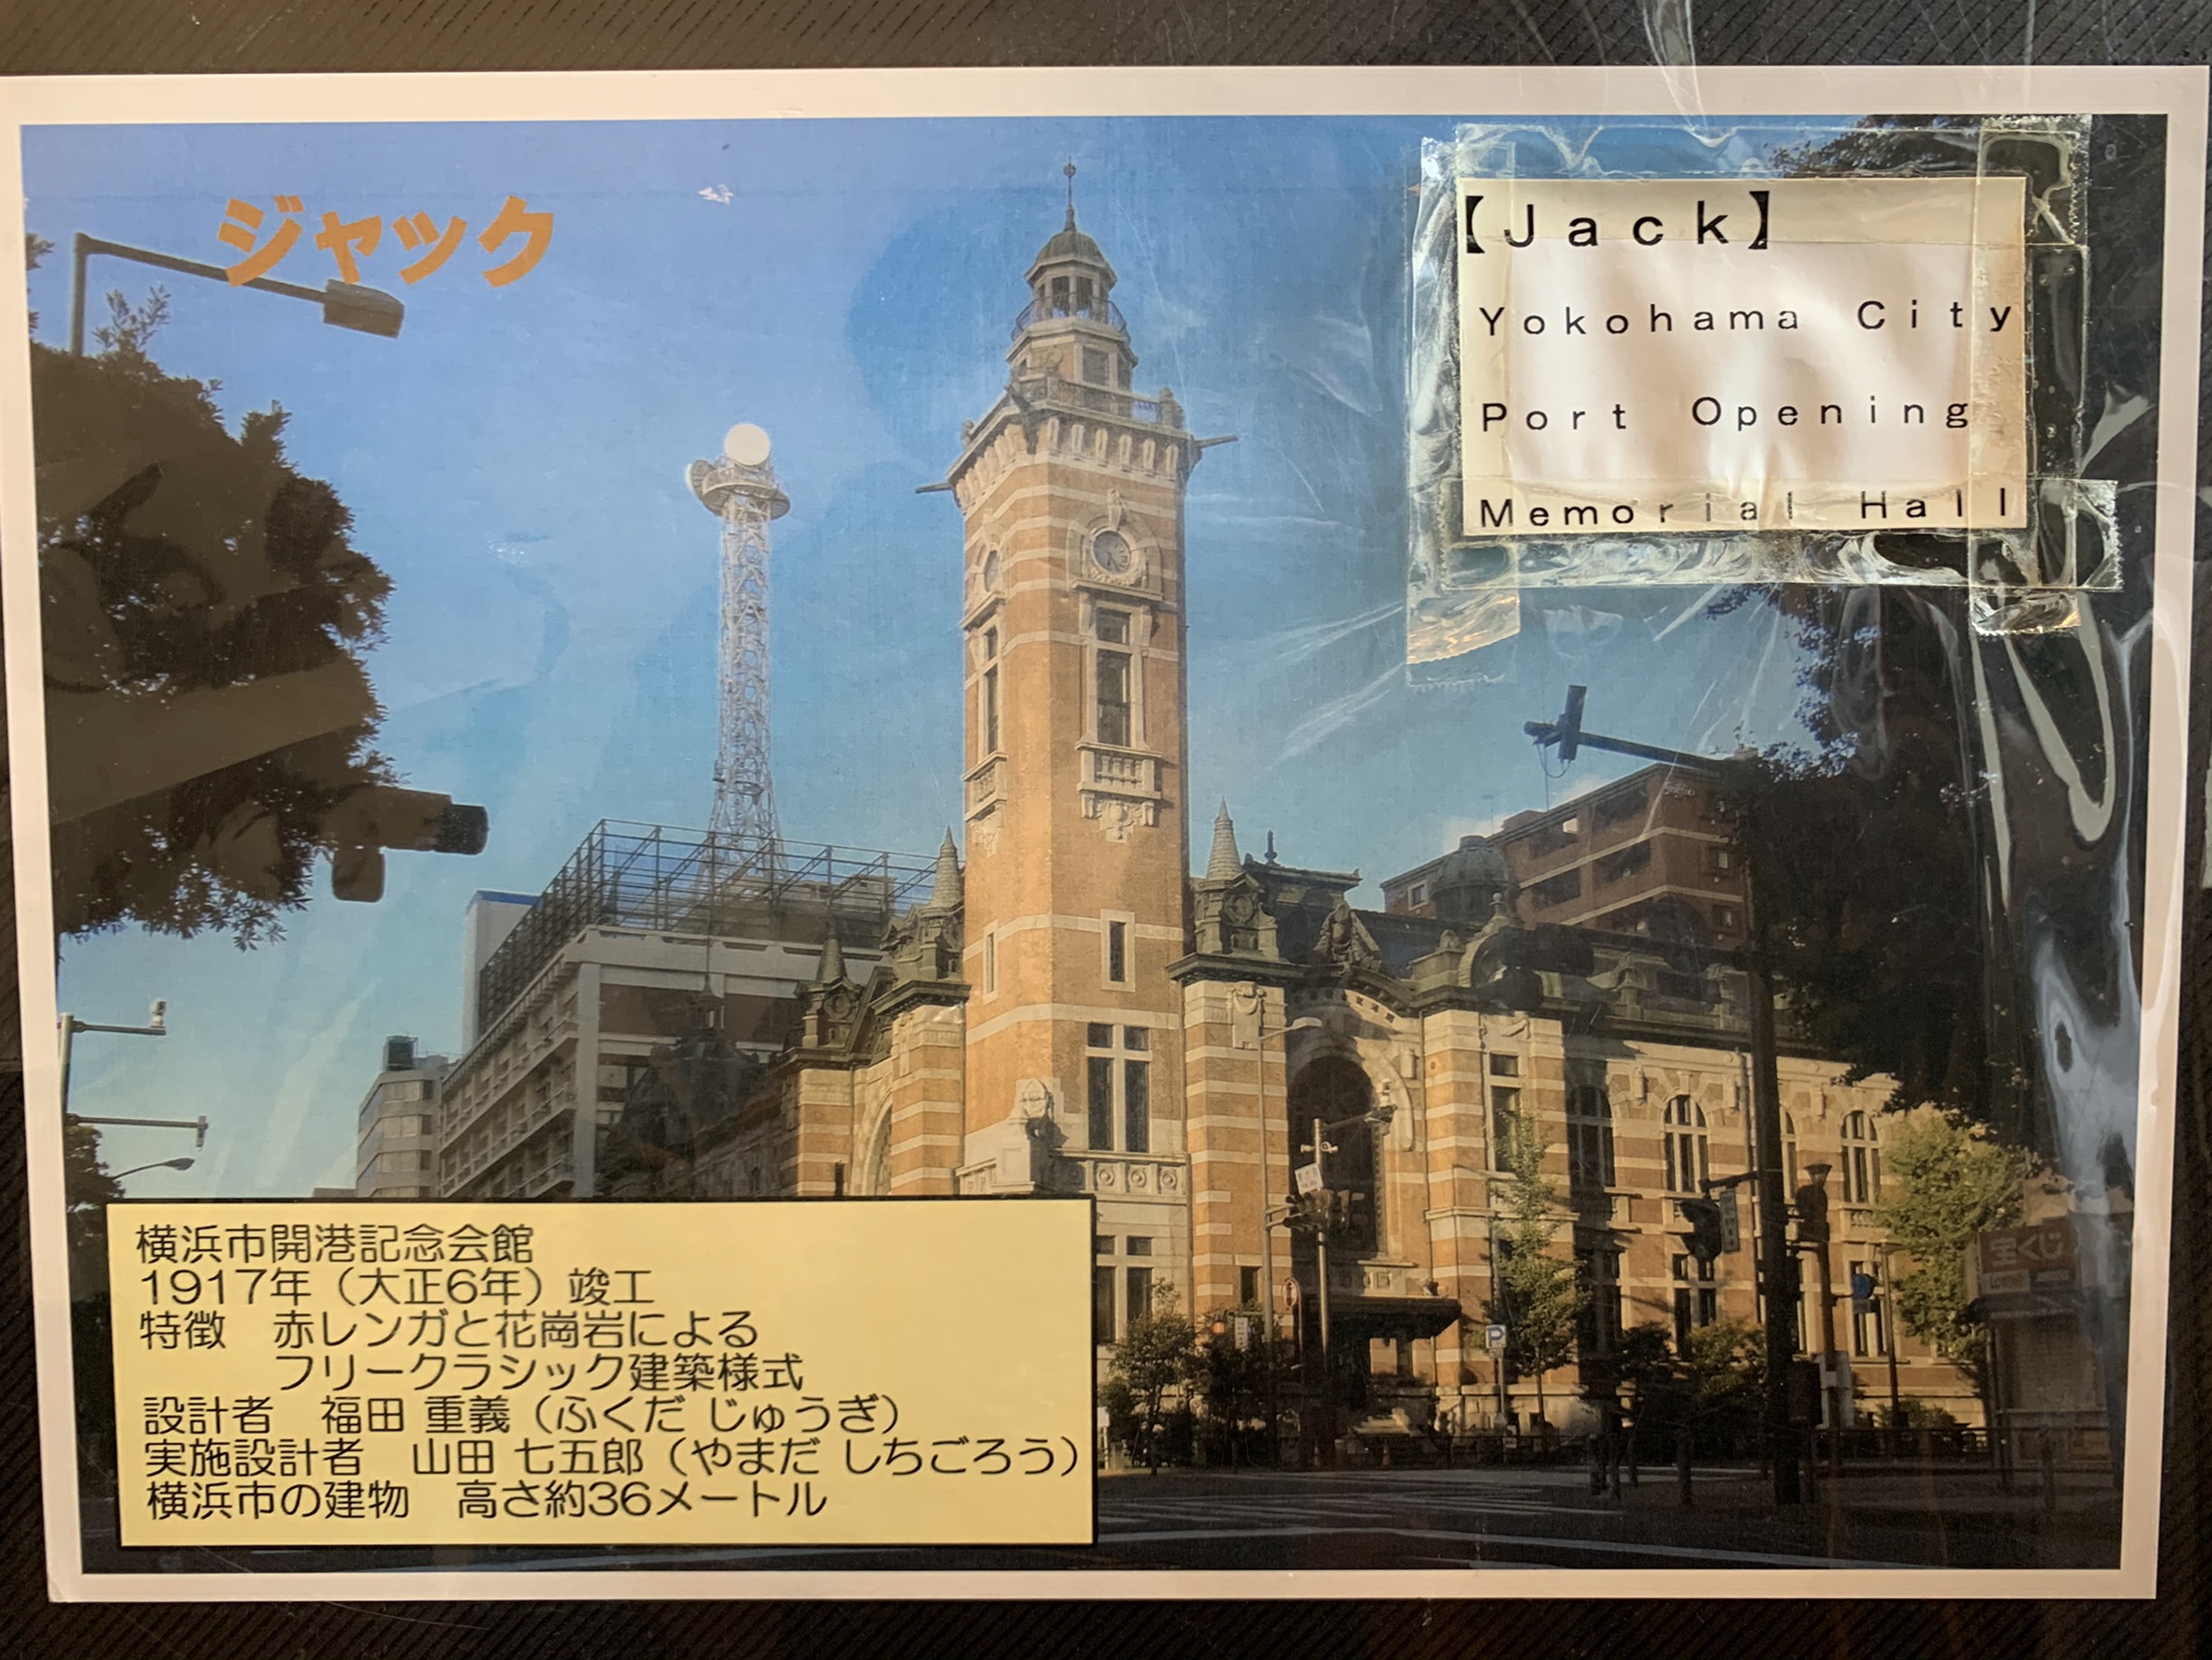 ジャック
【Jack】
Yokohama City
Port Opening
Memorial Hall
宝くじ
横浜市開港記念会館
1917年（大正6年）竣工
特徴　赤レンガと花崗岩による
フリークラシック建築様式
設計者　福田 重義（ふくだ じゅうぎ）
実施設計者　山田 七五郎（やまだ しちごろう）
横浜市の建物　高さ約36メートル